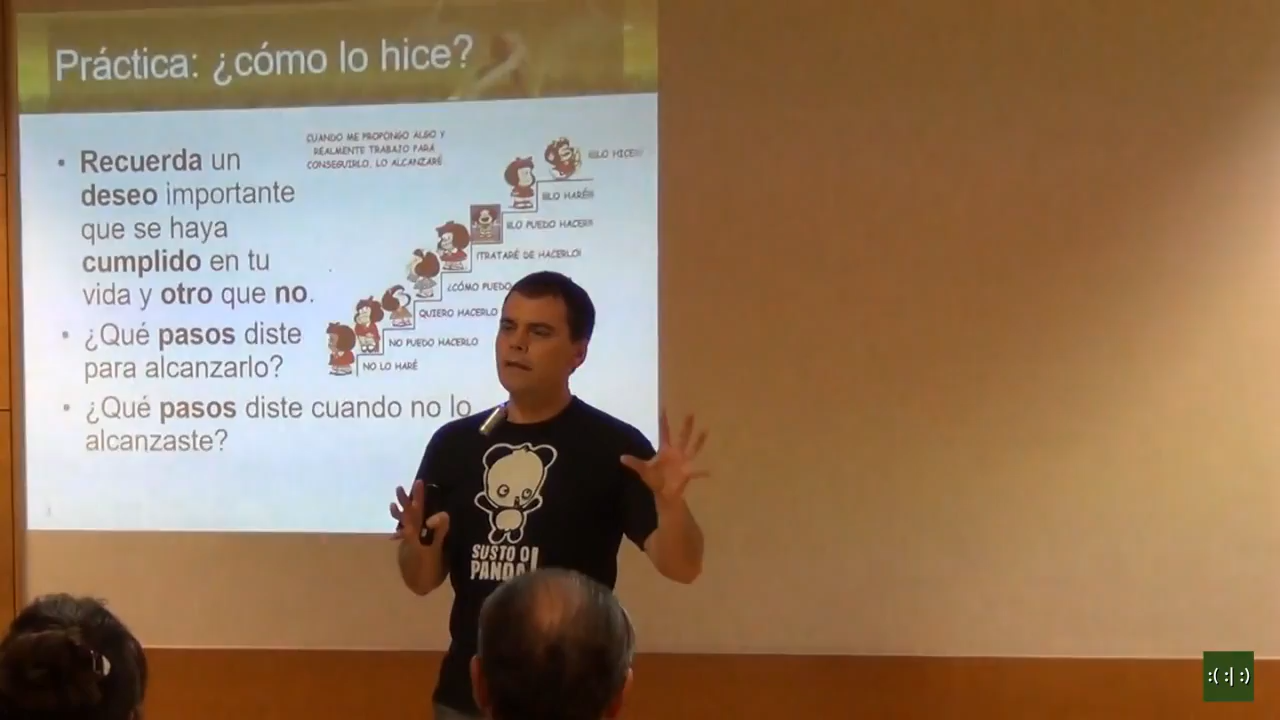 Práctica: ¿cómo lo hice?
• Recuerda un
deseo importante
que se haya
cumplido en tu
vida y otro que no.
• ¿Qué pasos diste
para alcanzarlo?
• ¿Qué pasos diste cuando no lo
alcanzaste?
CUANDO ME PROPONGO ALGO Y
REALMENTE TRABAJO PARA
CONSEGUIRLO, LO ALCANZARÉ
¡¡¡LO HICE!!!
¡¡¡LO HARÉ!!!
¡¡LO PUEDO HACER!!
¡TRATARÉ DE HACERLO!
¿CÓMO PUEDO
QUIERO HACERLO
NO PUEDO HACERLO
NO LO HARÉ
SUSTO O
PANDA!
:( :| :)